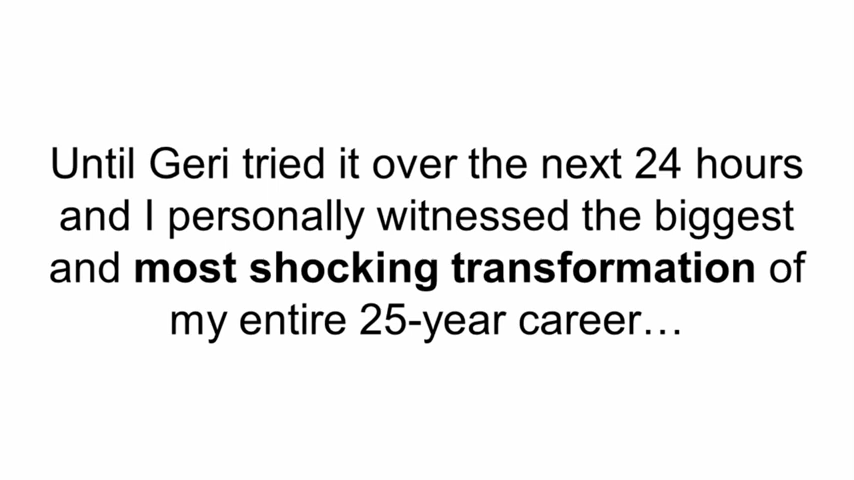 Until Geri tried it over the next 24 hours
and I personally witnessed the biggest
and most shocking transformation of
my entire 25-year career…